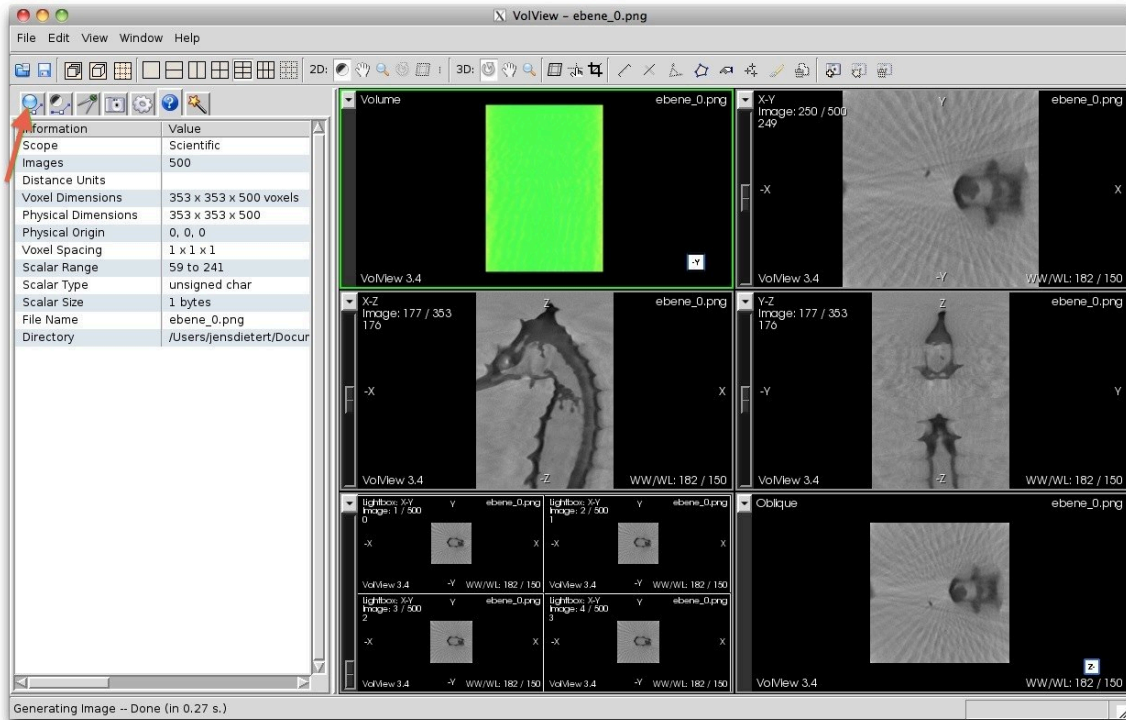 VolView – ebene_0.png
File Edit View Window Help
2D:
3D:
Information Value
Scope Scientific
Images 500
Distance Units
Voxel Dimensions 353 x 353 x 500 voxels
Physical Dimensions 353 x 353 x 500
Physical Origin 0, 0, 0
Voxel Spacing 1 x 1 x 1
Scalar Range 59 to 241
Scalar Type unsigned char
Scalar Size 1 bytes
File Name ebene_0.png
Directory /Users/jensdietert/Docur
Volume ebene_0.png
-Y
VolView 3.4
X-Y Y ebene_0.png
Image: 250 / 500
249
-X X
VolView 3.4 -Y WW/WL: 182 / 150
X-Z Z ebene_0.png
Image: 177 / 353
176
-X X
VolView 3.4 -Z WW/WL: 182 / 150
Y-Z Z ebene_0.png
Image: 177 / 353
176
-Y Y
VolView 3.4 -Z WW/WL: 182 / 150
Lightbox: X-Y Y ebene_0.png
Image: 1 / 500
0
-X X
VolView 3.4 -Y WW/WL: 182 / 150
Lightbox: X-Y Y ebene_0.png
Image: 2 / 500
1
-X X
VolView 3.4 -Y WW/WL: 182 / 150
Lightbox: X-Y Y ebene_0.png
Image: 3 / 500
2
-X X
VolView 3.4 -Y WW/WL: 182 / 150
Lightbox: X-Y Y ebene_0.png
Image: 4 / 500
3
-X X
VolView 3.4 -Y WW/WL: 182 / 150
Oblique ebene_0.png
Z-
VolView 3.4 WW/WL: 182 / 150
Generating Image -- Done (in 0.27 s.)